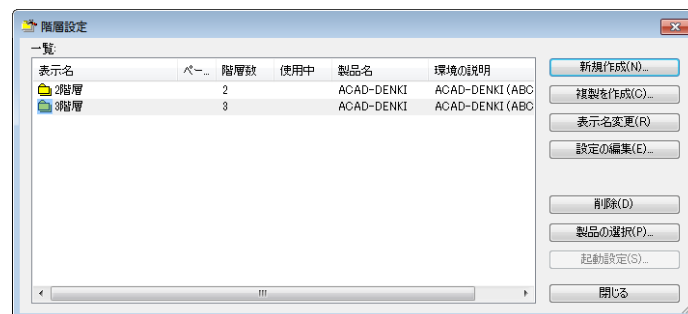 階層設定
一覧:
表示名 ペー... 階層数 使用中 製品名 環境の説明
2階層 2 ACAD-DENKI ACAD-DENKI (ABC
3階層 3 ACAD-DENKI ACAD-DENKI (ABC
新規作成(N)...
複製を作成(C)...
表示名変更(R)
設定の編集(E)...
削除(D)
製品の選択(P)...
起動設定(S)...
閉じる